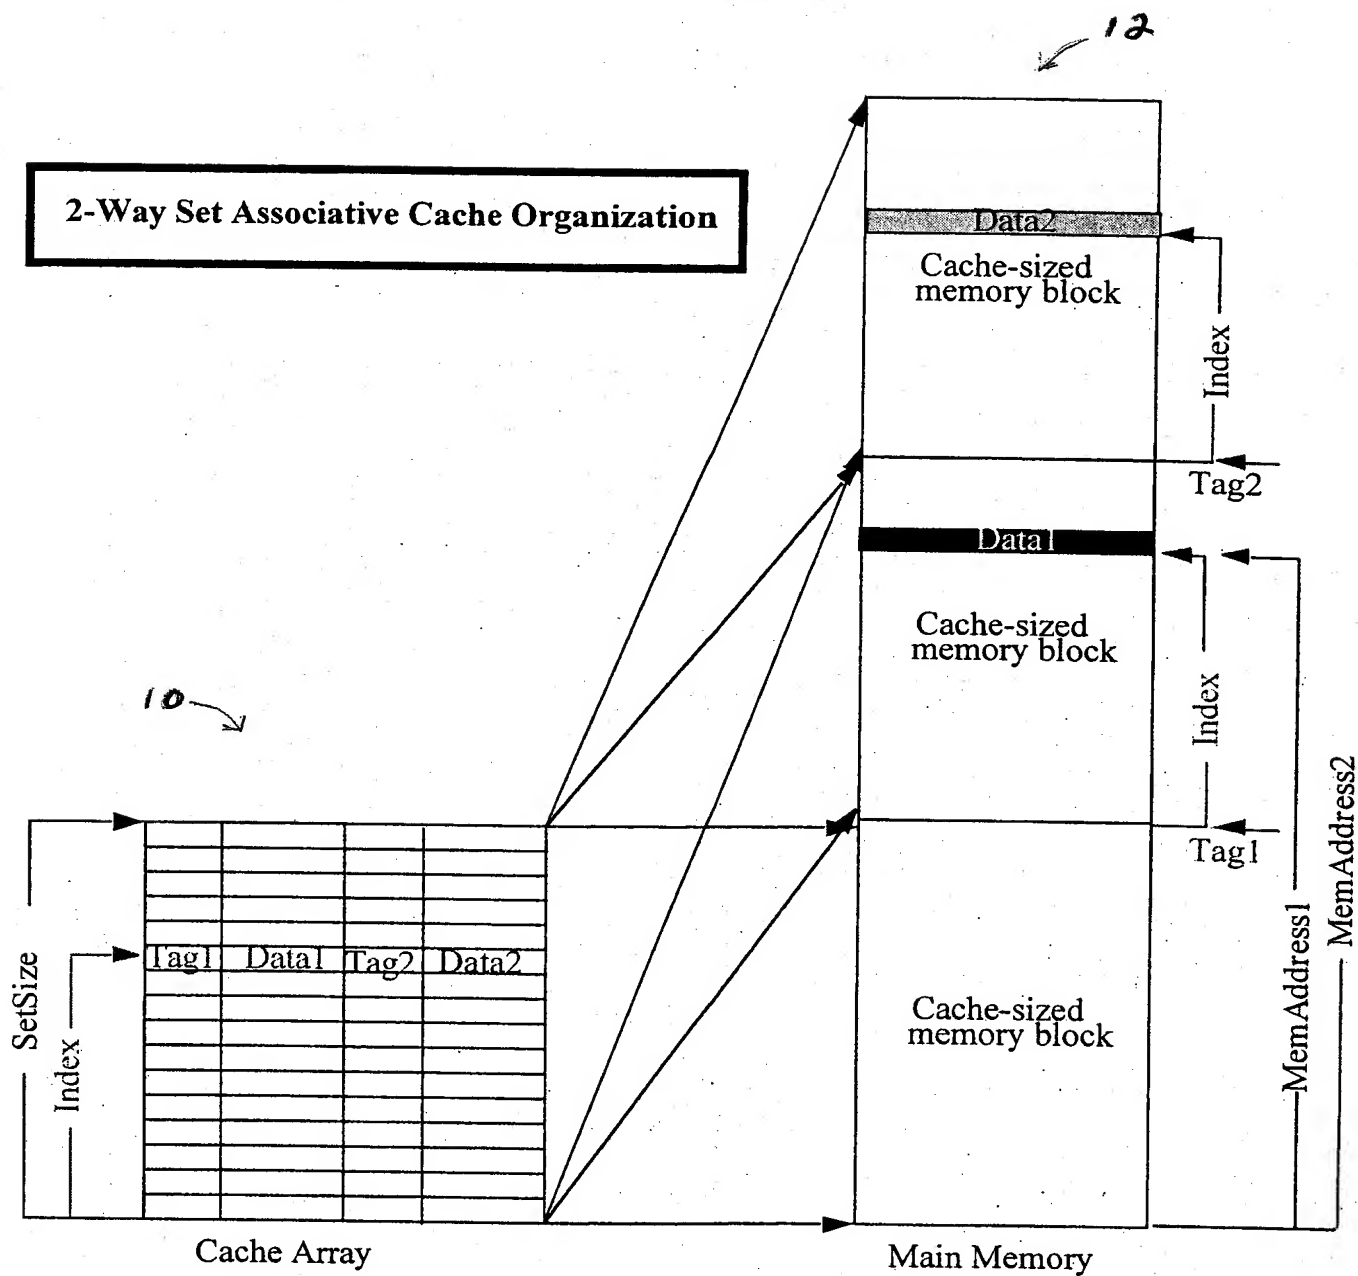 12
2-Way Set Associative Cache Organization
Data2
Cache-sized
memory block
Index
Tag2
Data1
Cache-sized
memory block
Index
Tag1
10
MemAddress2
MemAddress1
SetSize
Index
Tag1 Data1 Tag2 Data2
Cache-sized
memory block
Cache Array
Main Memory